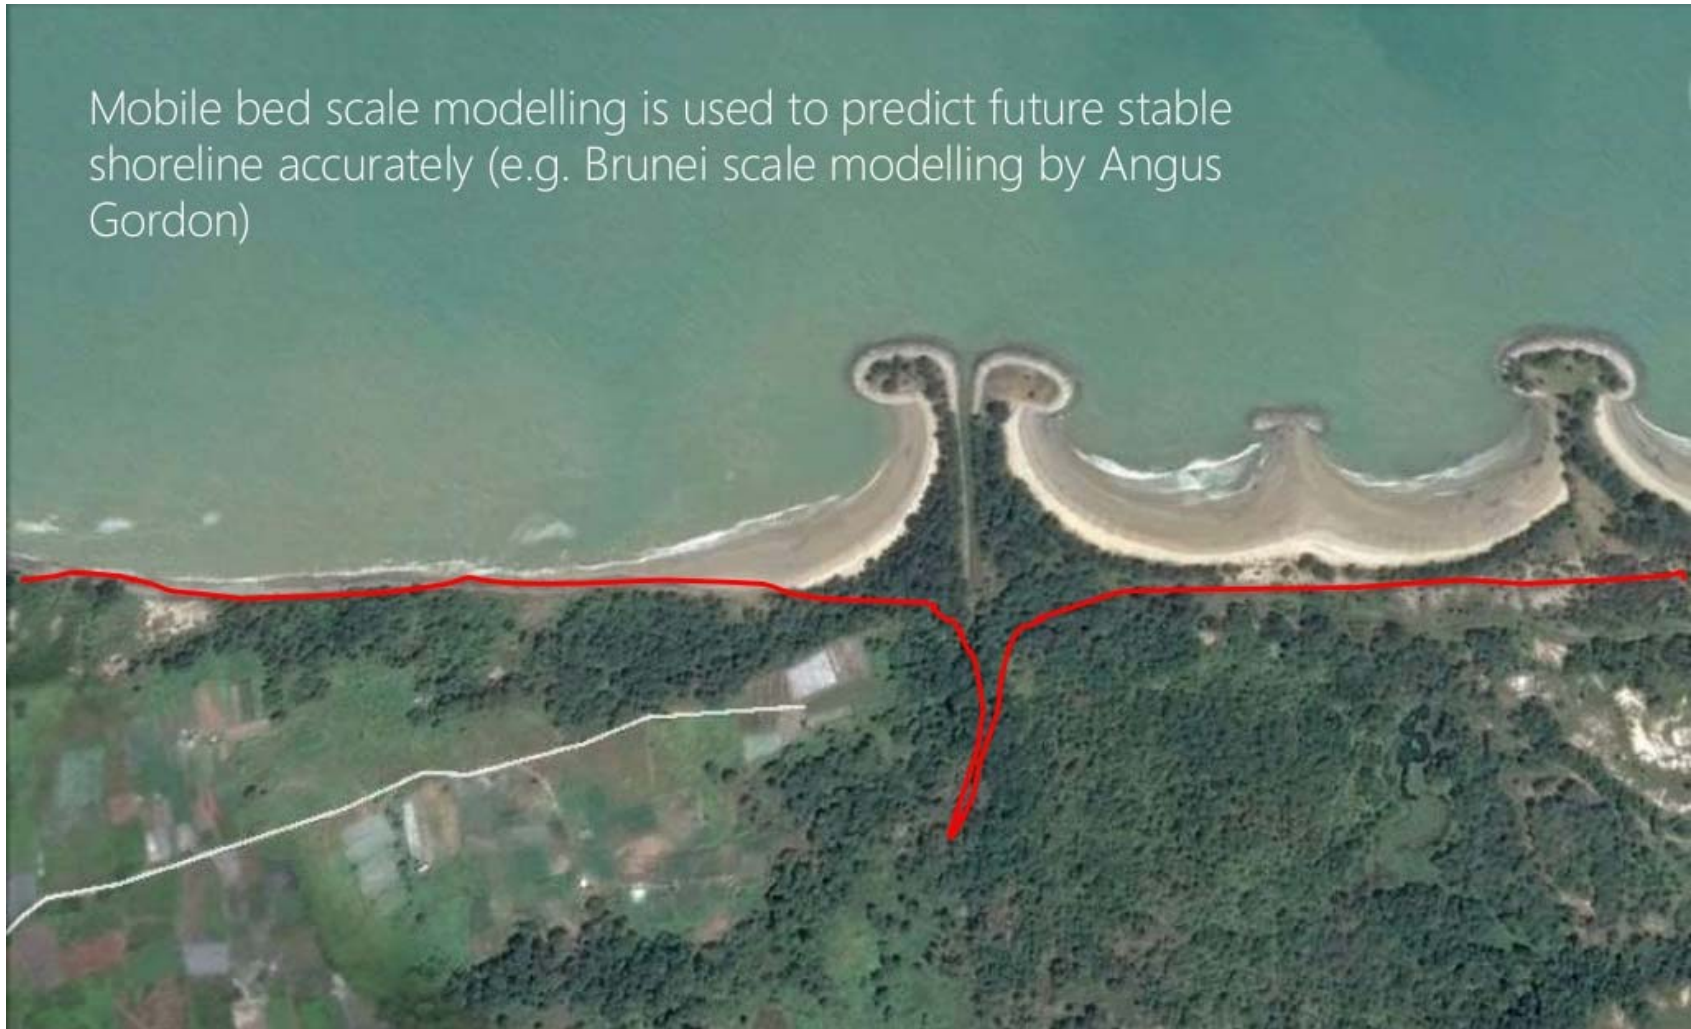 Mobile bed scale modelling is used to predict future stable
shoreline accurately (e.g. Brunei scale modelling by Angus
Gordon)